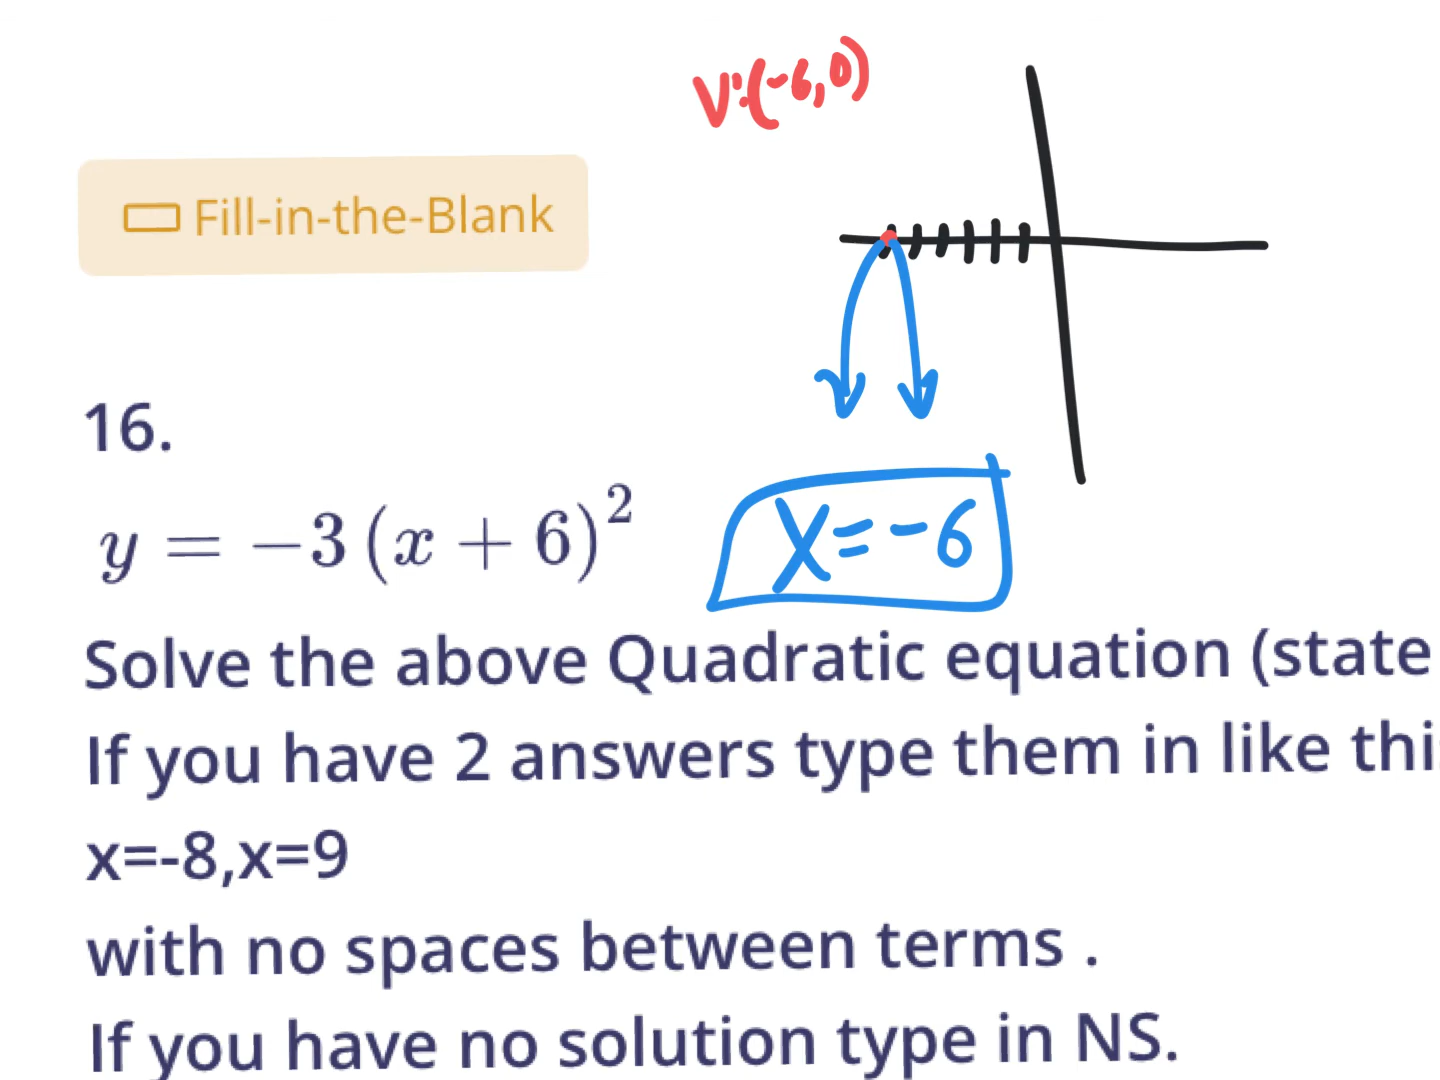 V:(-6,0)
Fill-in-the-Blank
16.
y = −3 (x + 6)²
X=-6
Solve the above Quadratic equation (state
If you have 2 answers type them in like
x=-8,x=9
with no spaces between terms .
If you have no solution type in NS.